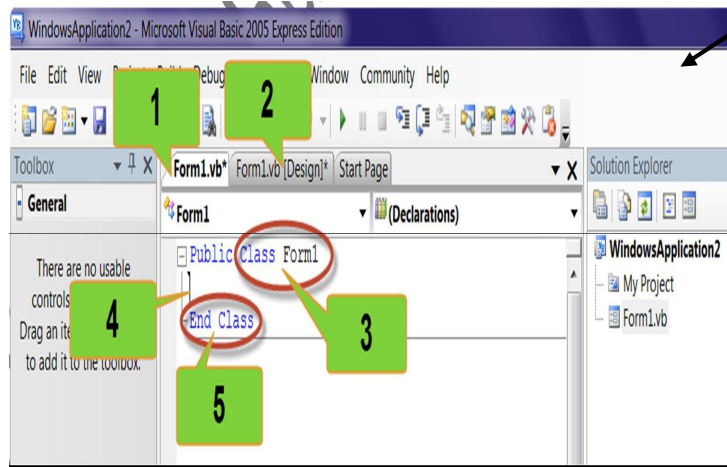 WindowsApplication2 - Microsoft Visual Basic 2005 Express Edition
File Edit View Debug Window Community Help
1
2
Toolbox
Form1.vb* Form1.vb [Design]* Start Page
Solution Explorer
General
Form1
(Declarations)
Public Class Form1
WindowsApplication2
My Project
Form1.vb
There are no usable
controls
Drag an
to add it to the toolbox.
4
End Class
3
5